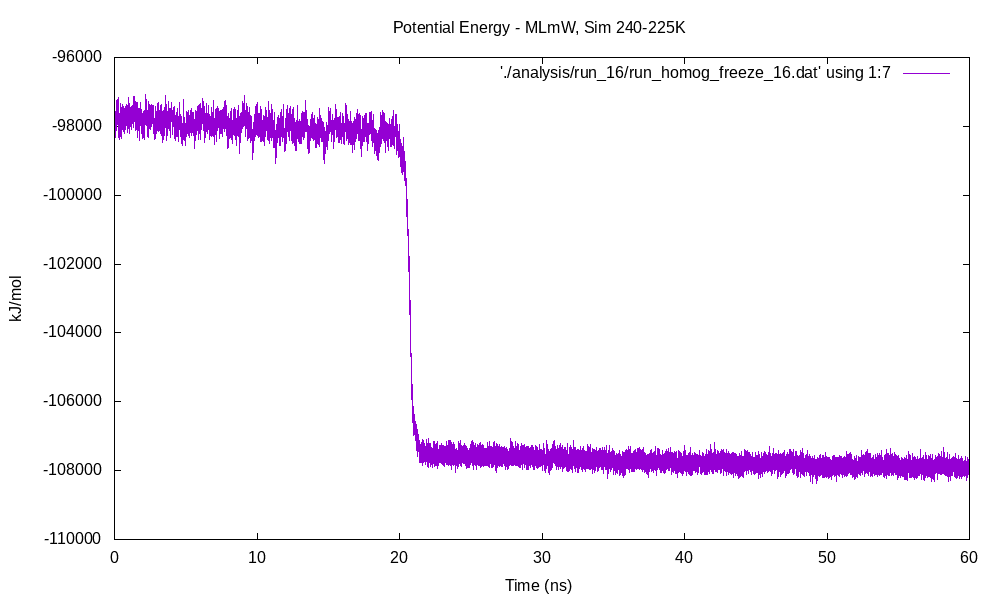 Potential Energy - MLmW, Sim 240-225K
'./analysis/run_16/run_homog_freeze_16.dat' using 1:7
-96000
-98000
-100000
-102000
-104000
-106000
-108000
-110000
kJ/mol
0 10 20 30 40 50 60
Time (ns)